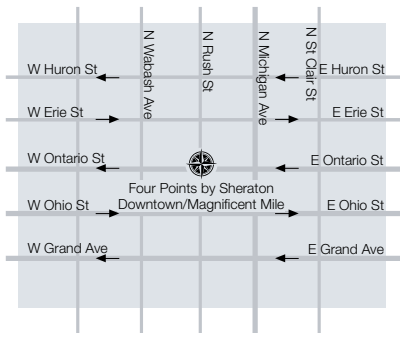 N Wabash Ave
N Rush St
N Michigan Ave
N St Clair St
W Huron St
E Huron St
W Erie St
E Erie St
W Ontario St
E Ontario St
Four Points by Sheraton
Downtown/Magnificent Mile
W Ohio St
E Ohio St
W Grand Ave
E Grand Ave